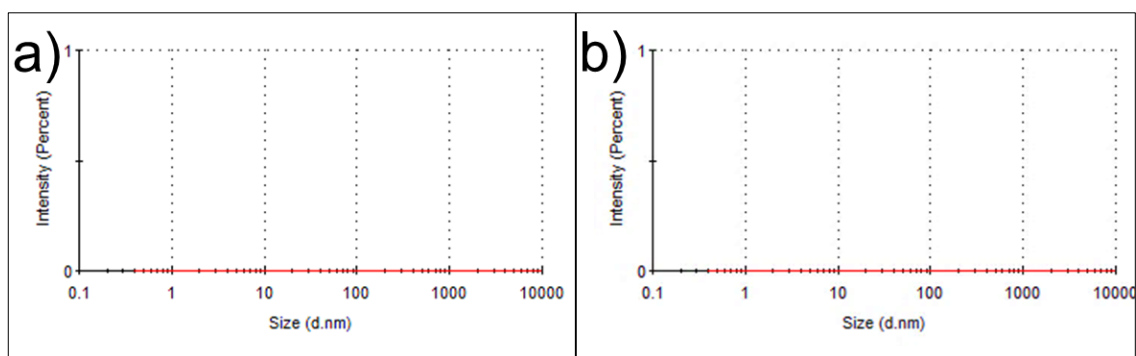 a)
1
Intensity (Percent)
0
0.1 1 10 100 1000 10000
Size (d.nm)
b)
1
Intensity (Percent)
0
0.1 1 10 100 1000 10000
Size (d.nm)